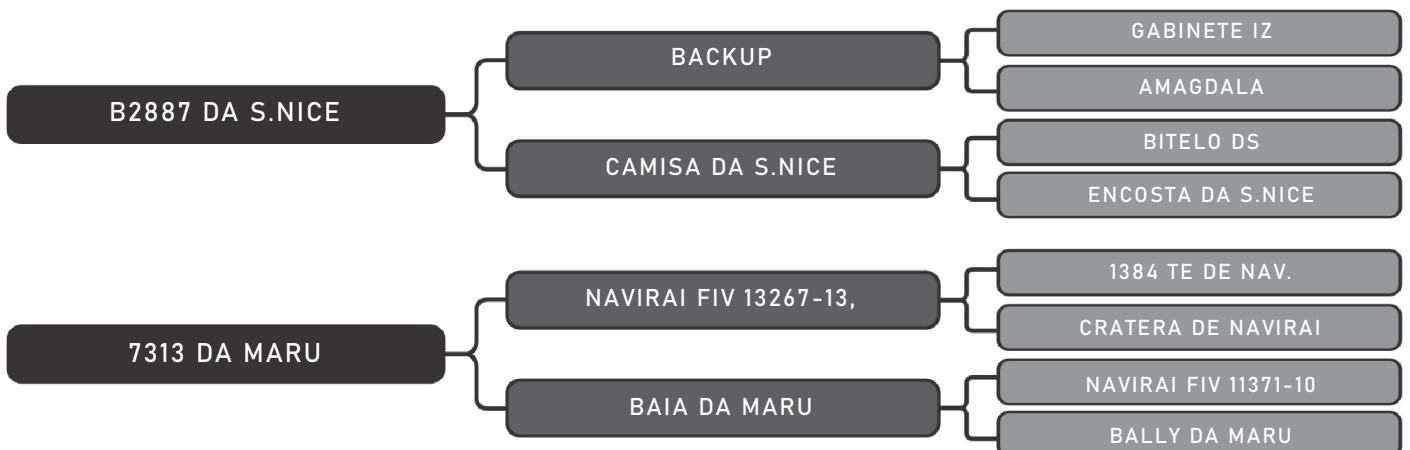 B2887 DA S.NICE
BACKUP
GABINETE IZ
AMAGDALA
CAMISA DA S.NICE
BITELO DS
ENCOSTA DA S.NICE
7313 DA MARU
NAVIRAI FIV 13267-13,
1384 TE DE NAV.
CRATERA DE NAVIRAI
BAIA DA MARU
NAVIRAI FIV 11371-10
BALLY DA MARU